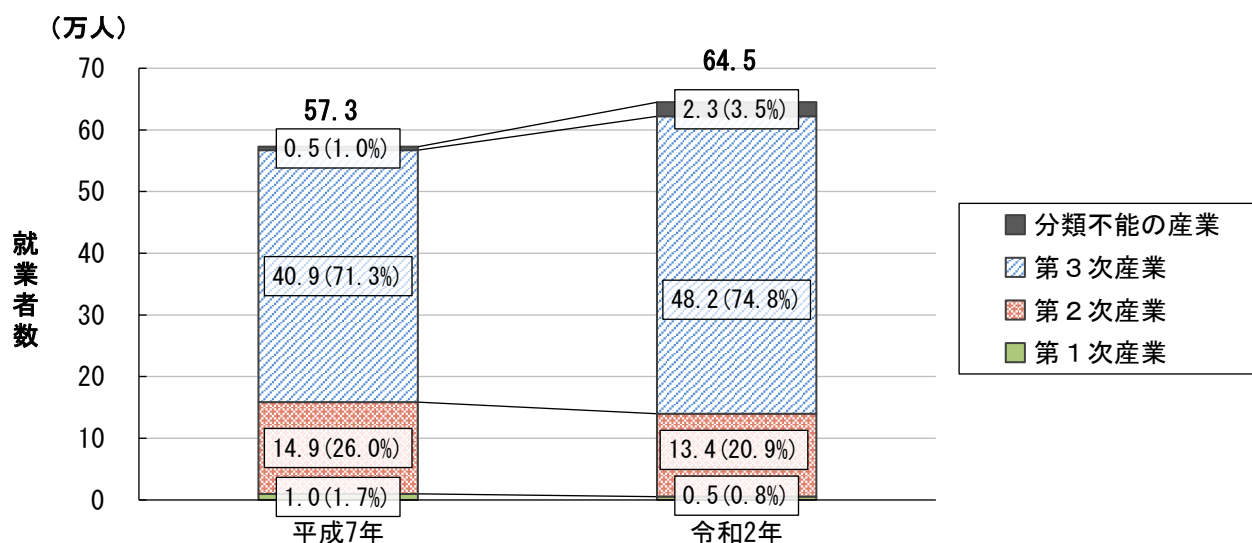 （万人）
70
60
50
40
30
20
10
0
就業者数
57.3
0.5(1.0%)
40.9(71.3%)
14.9(26.0%)
1.0(1.7%)
平成7年
64.5
2.3(3.5%)
48.2(74.8%)
13.4(20.9%)
0.5(0.8%)
令和2年
分類不能の産業
第３次産業
第２次産業
第１次産業